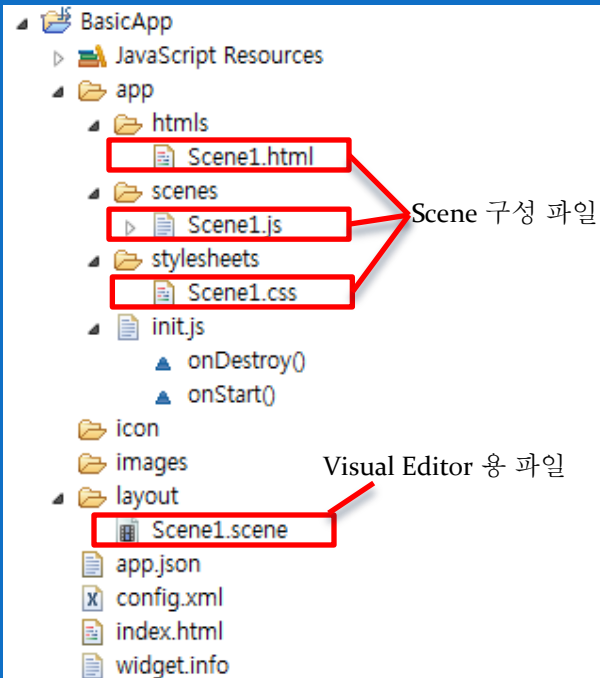 BasicApp
JavaScript Resources
app
htmls
Scene1.html
scenes
Scene1.js
Scene 구성 파일
stylesheets
Scene1.css
init.js
onDestroy()
onStart()
icon
images
Visual Editor 용 파일
layout
Scene1.scene
app.json
config.xml
index.html
widget.info